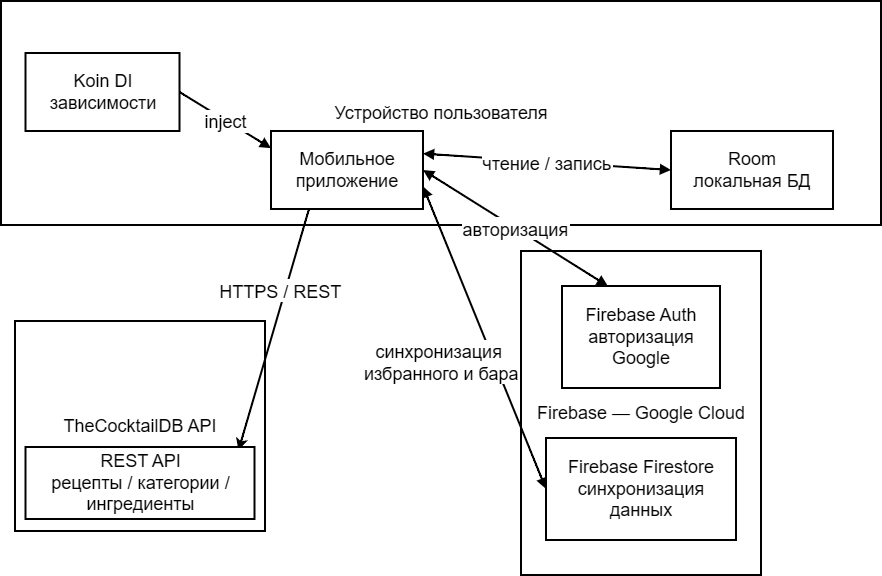 Koin DI
зависимости
inject
Устройство пользователя
Мобильное
приложение
чтение / запись
Room
локальная БД
авторизация
HTTPS / REST
Firebase Auth
авторизация
Google
синхронизация
избранного и бара
Firebase — Google Cloud
TheCocktailDB API
REST API
рецепты / категории /
ингредиенты
Firebase Firestore
синхронизация
данных